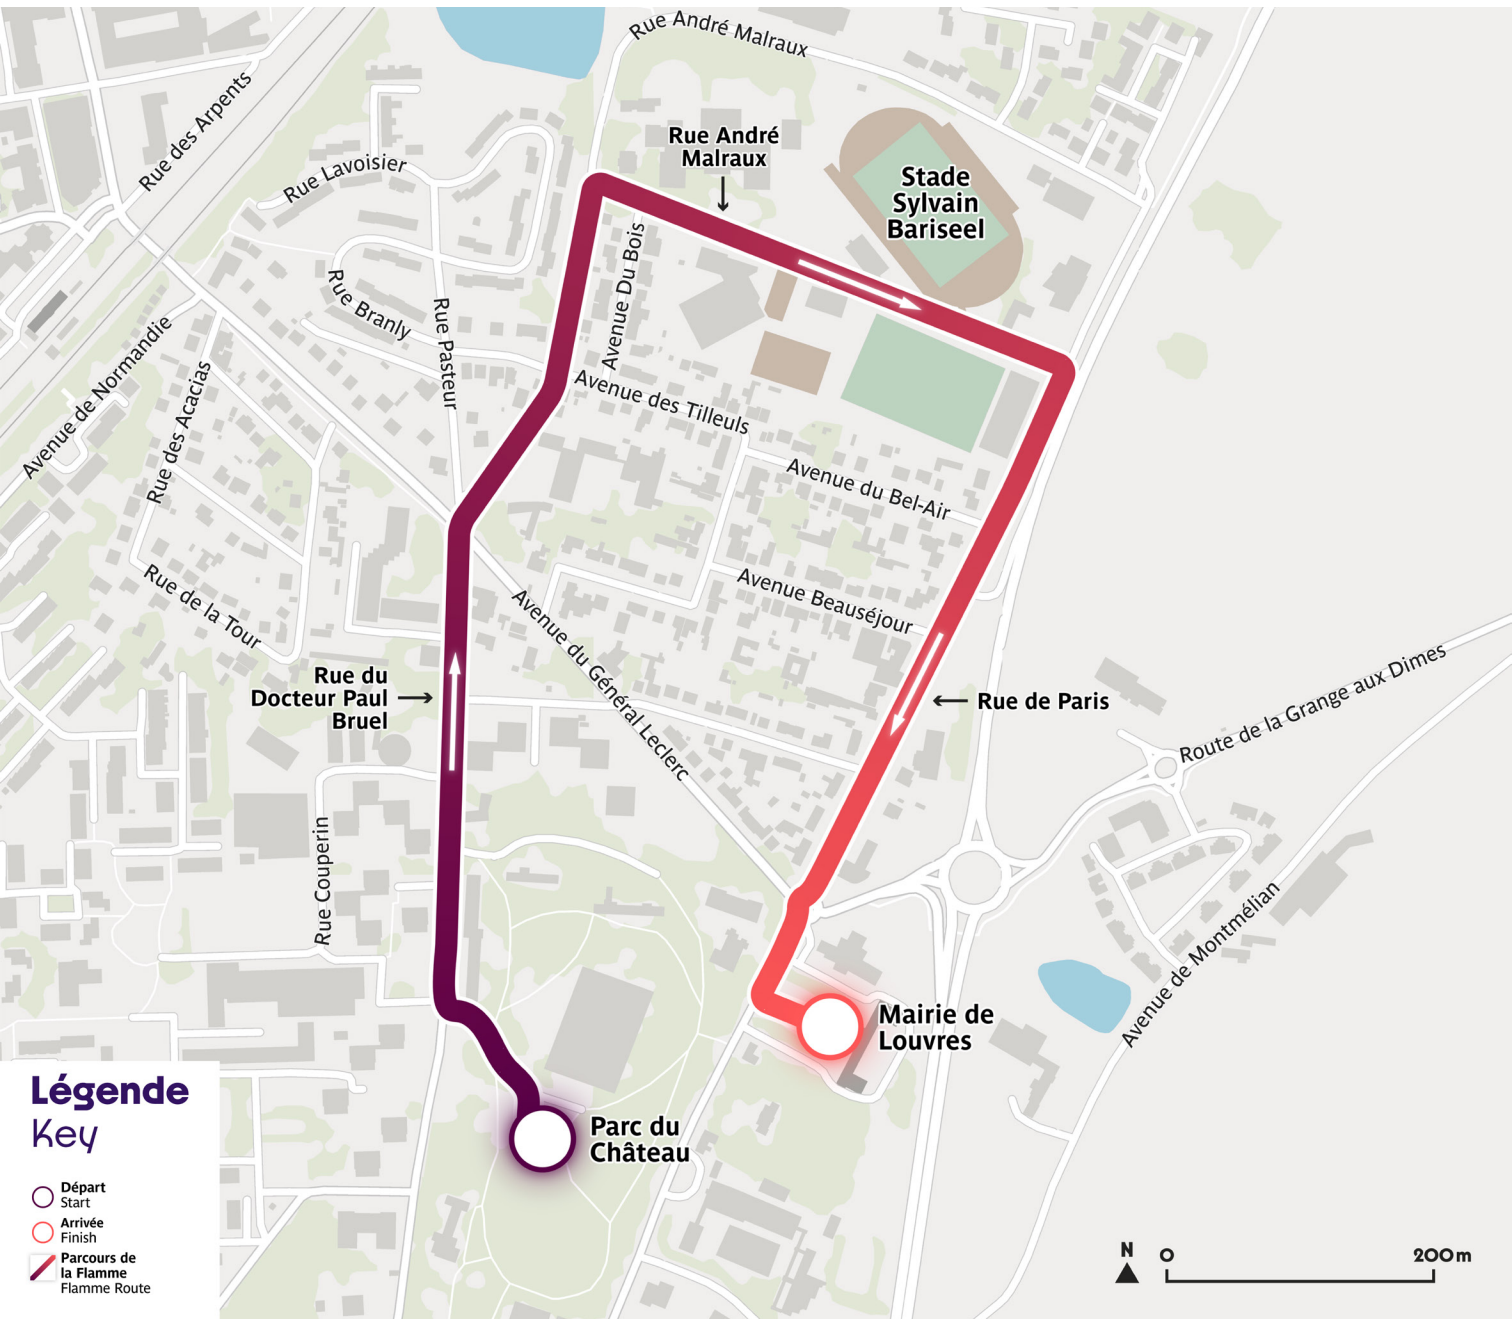 Rue André Malraux
Rue des Arpents
Rue André
Malraux
Rue Lavoisier
Stade
Sylvain
Bariseel
Avenue Du Bois
Rue Branly
Rue Pasteur
Avenue de Normandie
Rue des Acacias
Avenue des Tilleuls
Avenue du Bel-Air
Rue de la Tour
Avenue Beauséjour
Avenue du Général Leclerc
Rue du
Docteur Paul
Bruel
Rue de Paris
Route de la Grange aux Dimes
Rue Couperin
Avenue de Montmélian
Mairie de
Louvres
Parc du
Château
Légende
Key
Départ
Start
Arrivée
Finish
Parcours de
la Flamme
Flamme Route
N
0 200m